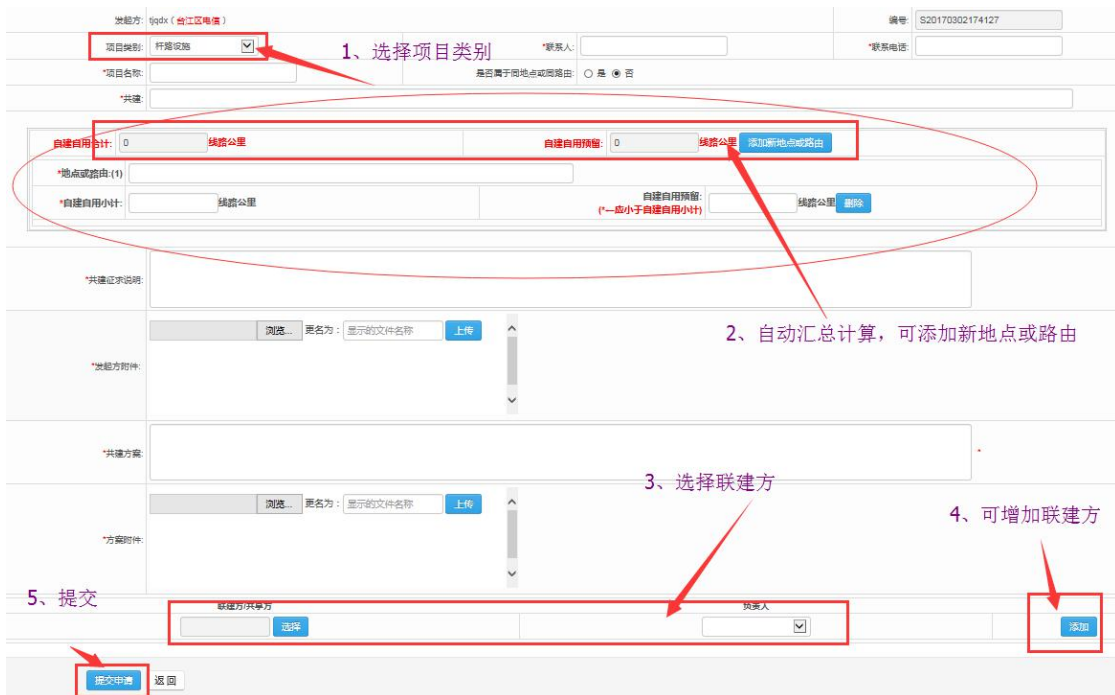 发起方: tjqdx ( 台江区电信 ) 编号: S20170302174127
项目类别: 杆路设施 1、选择项目类别 *联系人: *联系电话:
*项目名称: 是否属于同地点或同路由: 是 否
*共建:
自建自用合计: 0 线路公里 自建自用预留: 0 线路公里 添加新地点或路由
*地点或路由:(1)
*自建自用小计: 线路公里 自建自用预留: 线路公里 删除
(*---应小于自建自用小计)
*共建征求说明:
浏览... 更名为: 显示的文件名称 上传
2、自动汇总计算，可添加新地点或路由
*发起方附件:
*共建方案: *
3、选择联建方
浏览... 更名为: 显示的文件名称 上传
4、可增加联建方
*方案附件:
5、提交
联建方/共享方 负责人
选择 添加
提交申请 返回